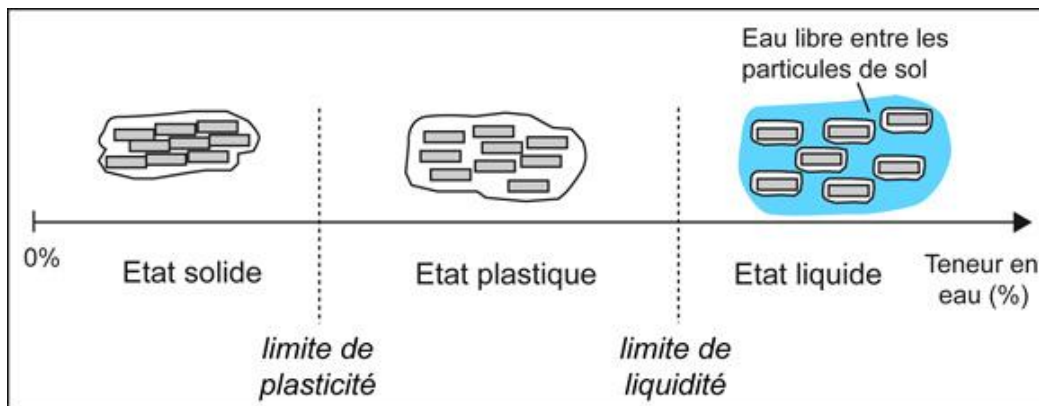 Eau libre entre les
particules de sol
0%
Etat solide
Etat plastique
Etat liquide
Teneur en
eau (%)
limite de
plasticité
limite de
liquidité